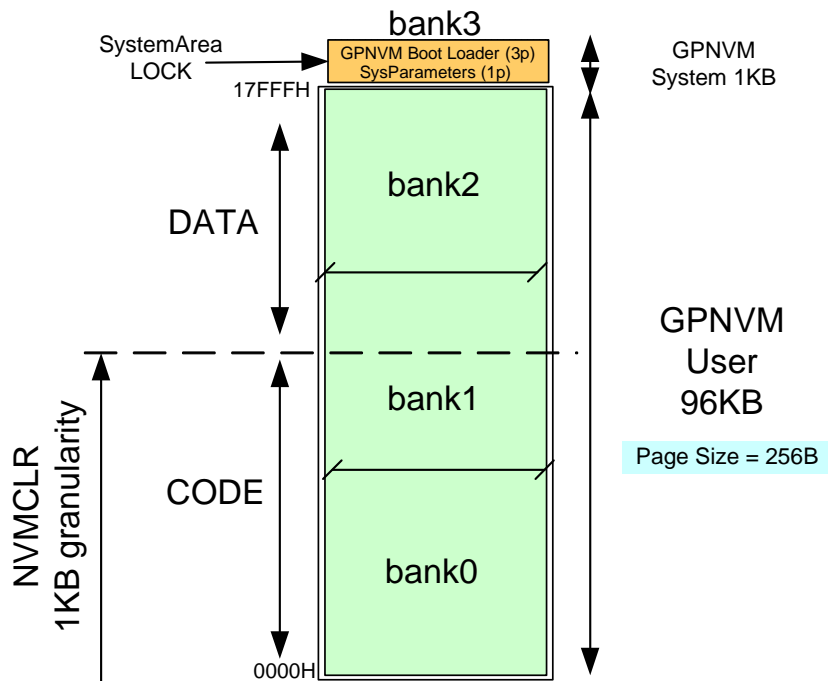 bank3
SystemArea
LOCK
GPNVM Boot Loader (3p)
SysParameters (1p)
GPNVM
System 1KB
17FFFH
bank2
DATA
GPNVM
User
96KB
bank1
Page Size = 256B
NVMCLR
1KB granularity
CODE
bank0
0000H